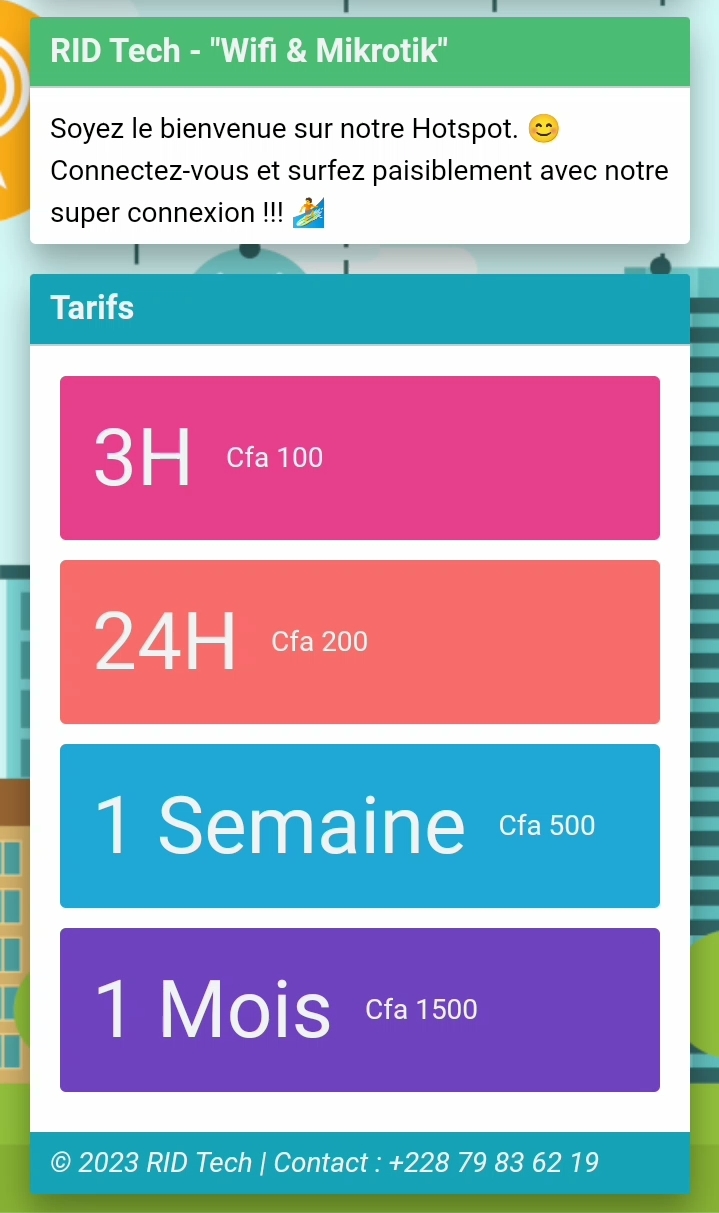 RID Tech - "Wifi & Mikrotik"
Soyez le bienvenue sur notre Hotspot. 😊
Connectez-vous et surfez paisiblement avec notre
super connexion !!! 🏄
Tarifs
3H Cfa 100
24H Cfa 200
1 Semaine Cfa 500
1 Mois Cfa 1500
© 2023 RID Tech | Contact : +228 79 83 62 19